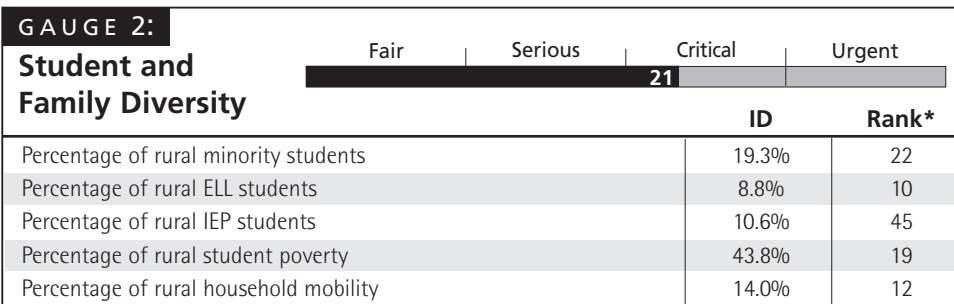 GAUGE 2:
Student and
Family Diversity
Fair Serious Critical Urgent
21
ID Rank*
Percentage of rural minority students 19.3% 22
Percentage of rural ELL students 8.8% 10
Percentage of rural IEP students 10.6% 45
Percentage of rural student poverty 43.8% 19
Percentage of rural household mobility 14.0% 12